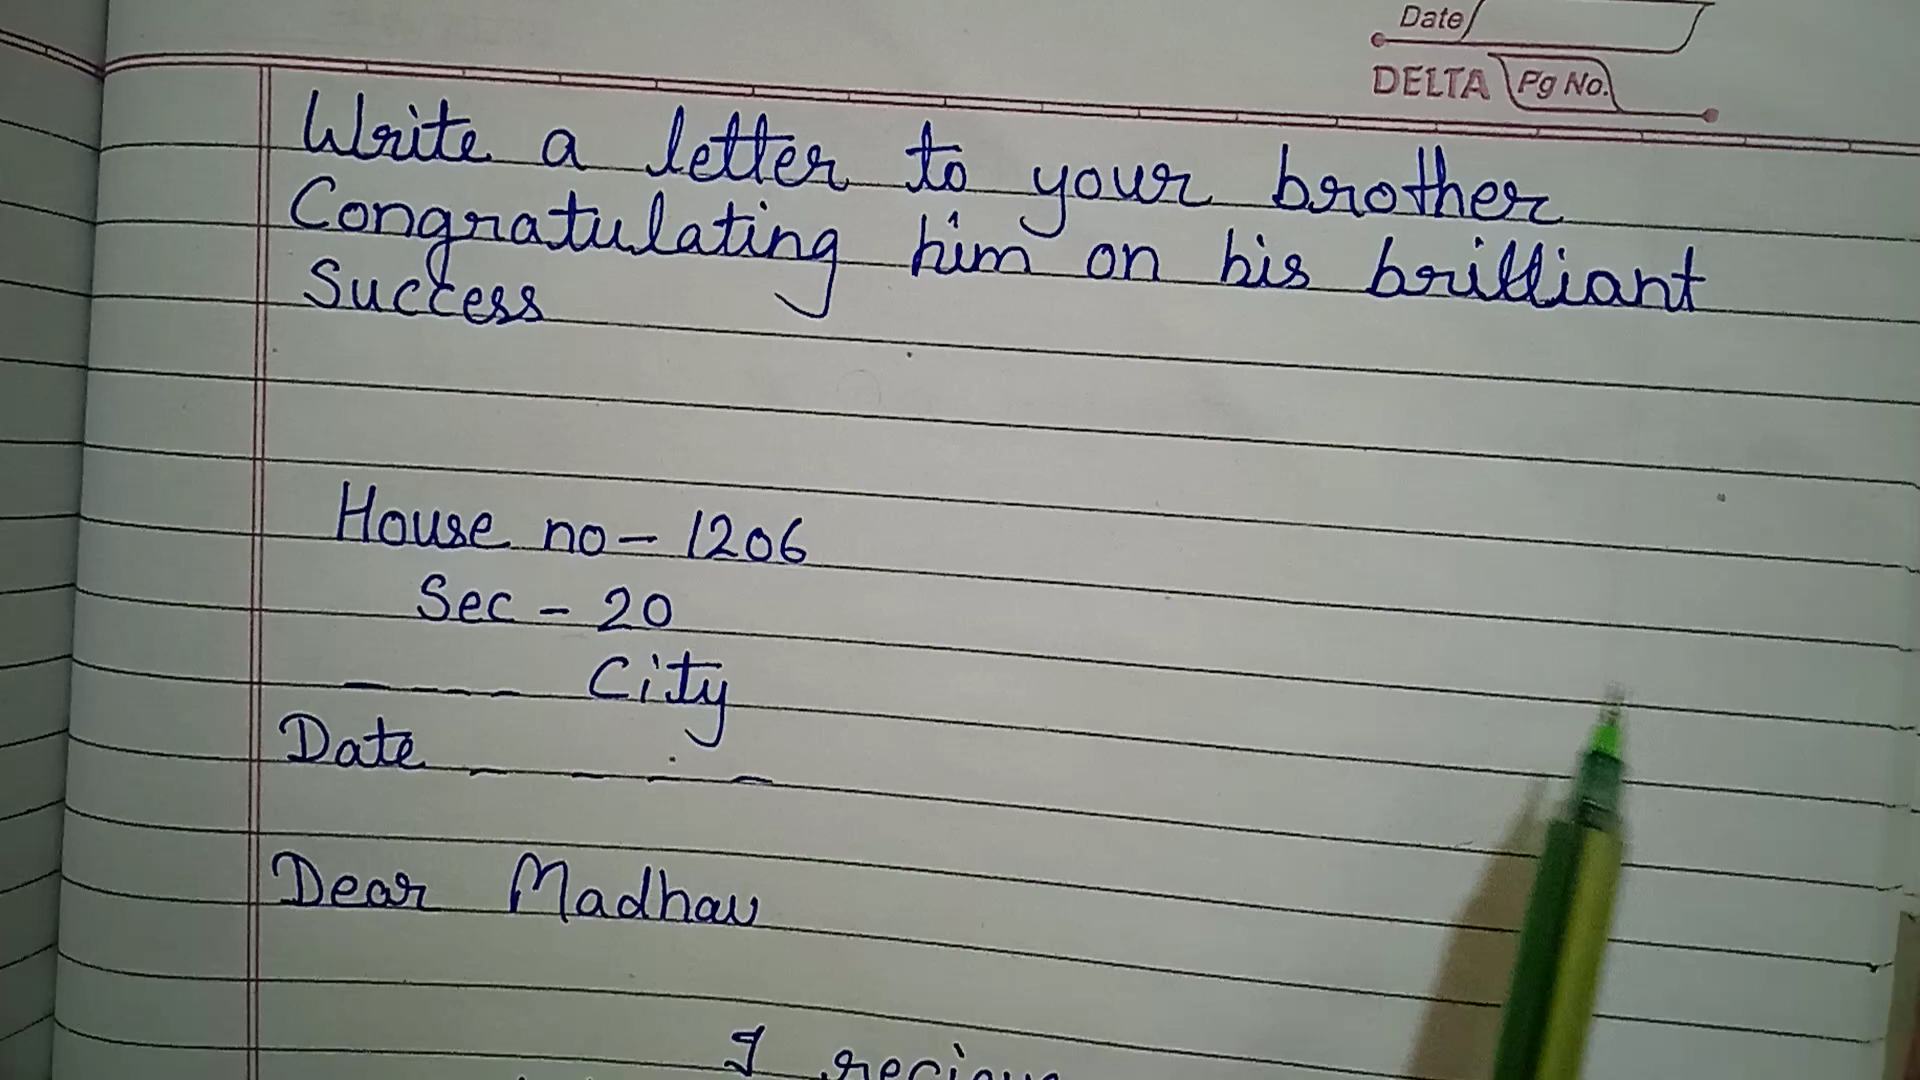 Date
DELTA Pg No.
Write a letter to your brother
Congratulating him on his brilliant
Success
House no - 1206
Sec - 20
---- City
Date ----
Dear Madhav
I